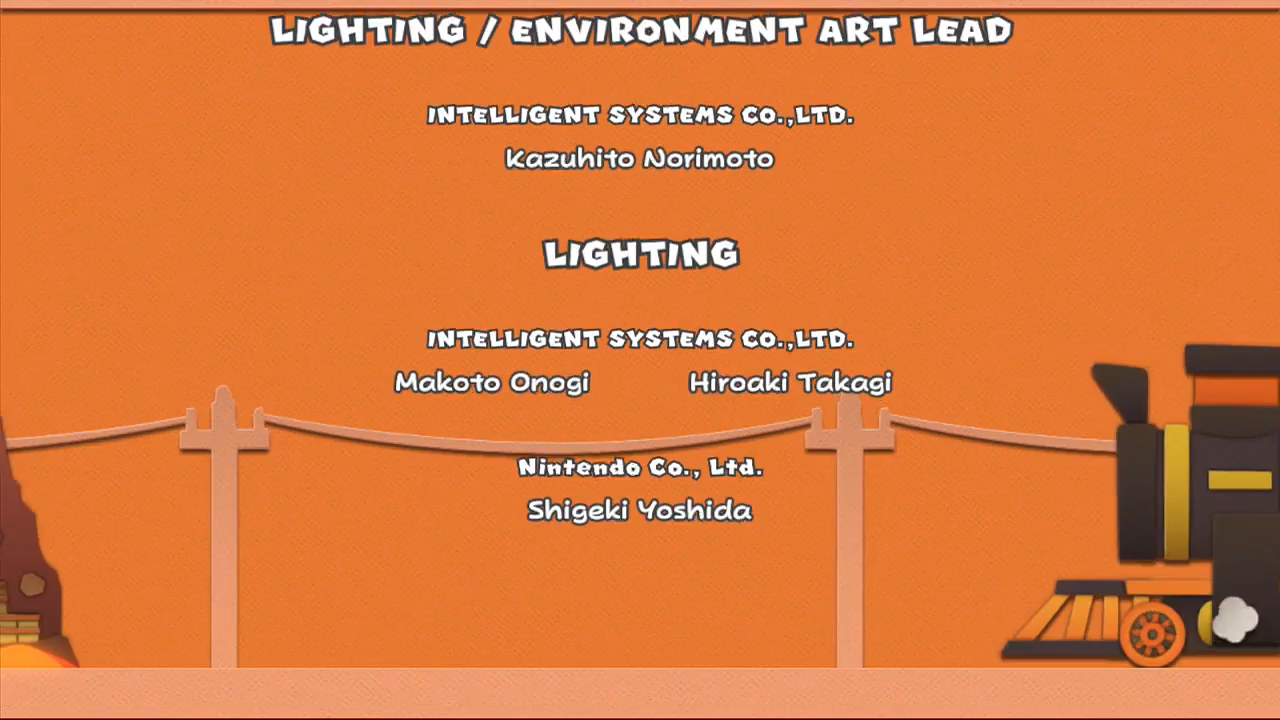 LIGHTING / ENVIRONMENT ART LEAD
INTELLIGENT SYSTEMS CO.,LTD.
Kazuhito Norimoto
LIGHTING
INTELLIGENT SYSTEMS CO.,LTD.
Makoto Onogi Hiroaki Takagi
Nintendo Co., Ltd.
Shigeki Yoshida